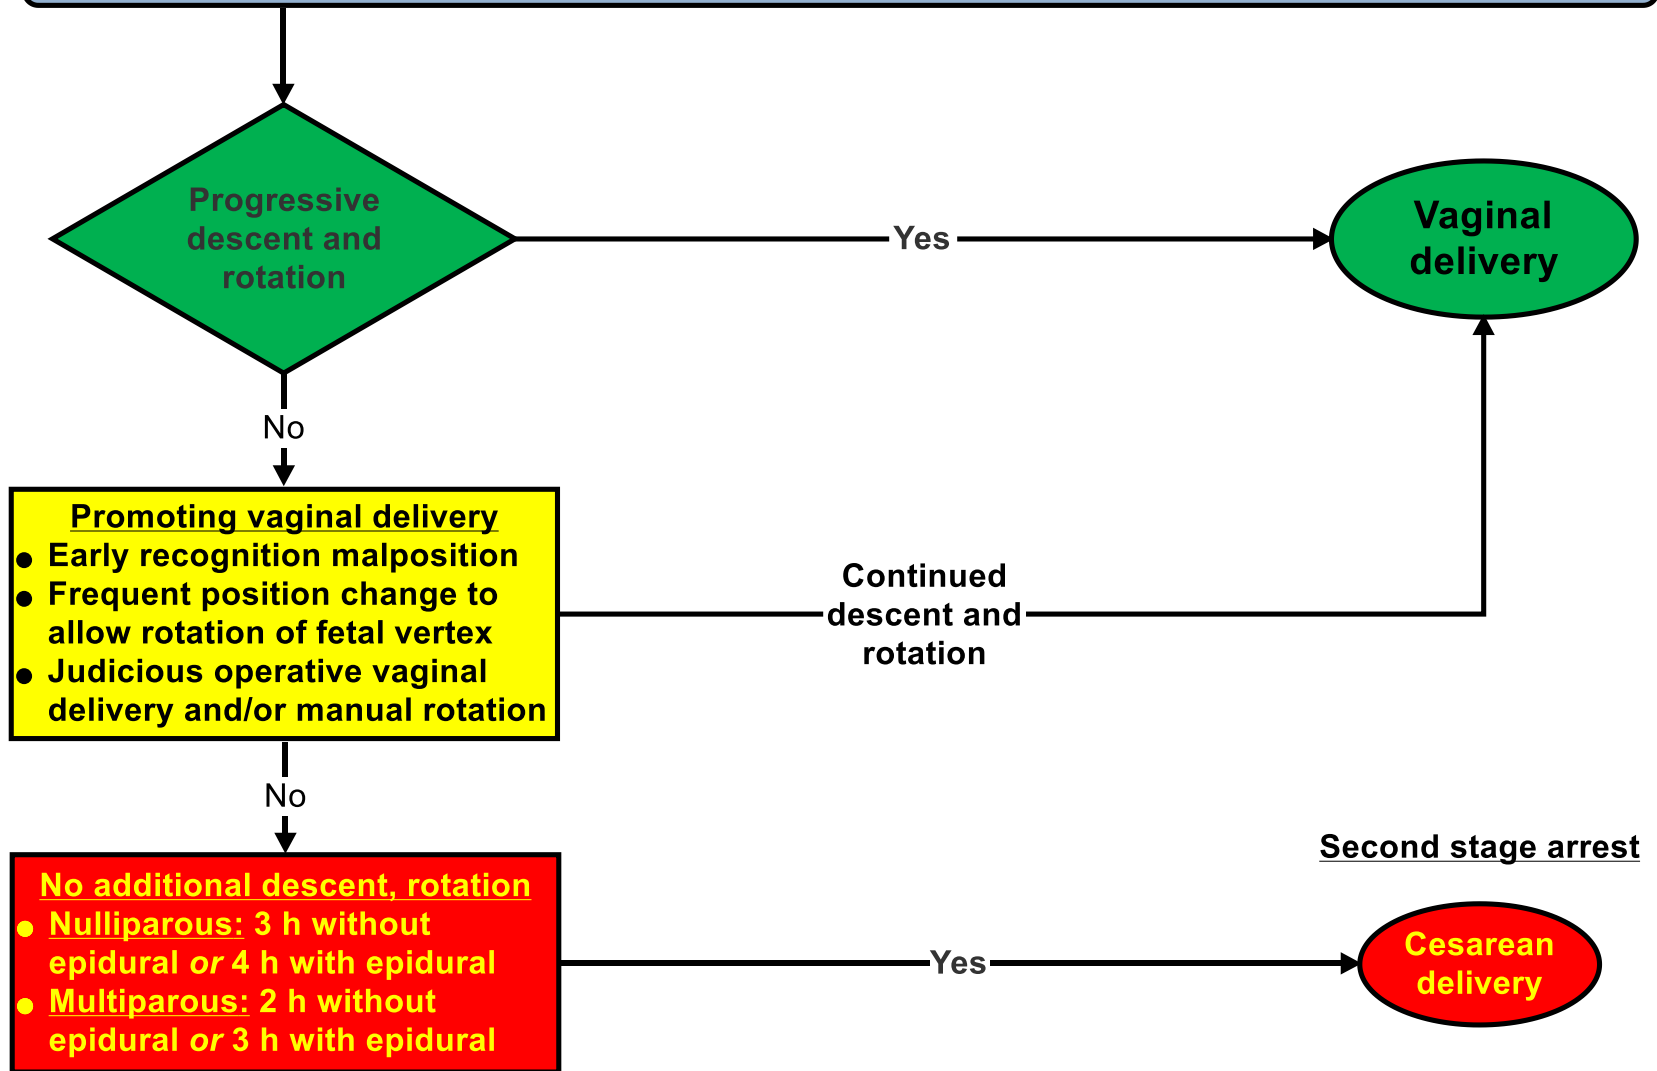 Progressive
descent and
rotation
Yes
Vaginal
delivery
No
Promoting vaginal delivery
● Early recognition malposition
● Frequent position change to
allow rotation of fetal vertex
● Judicious operative vaginal
delivery and/or manual rotation
Continued
descent and
rotation
No
No additional descent, rotation
● Nulliparous: 3 h without
epidural or 4 h with epidural
● Multiparous: 2 h without
epidural or 3 h with epidural
Yes
Second stage arrest
Cesarean
delivery